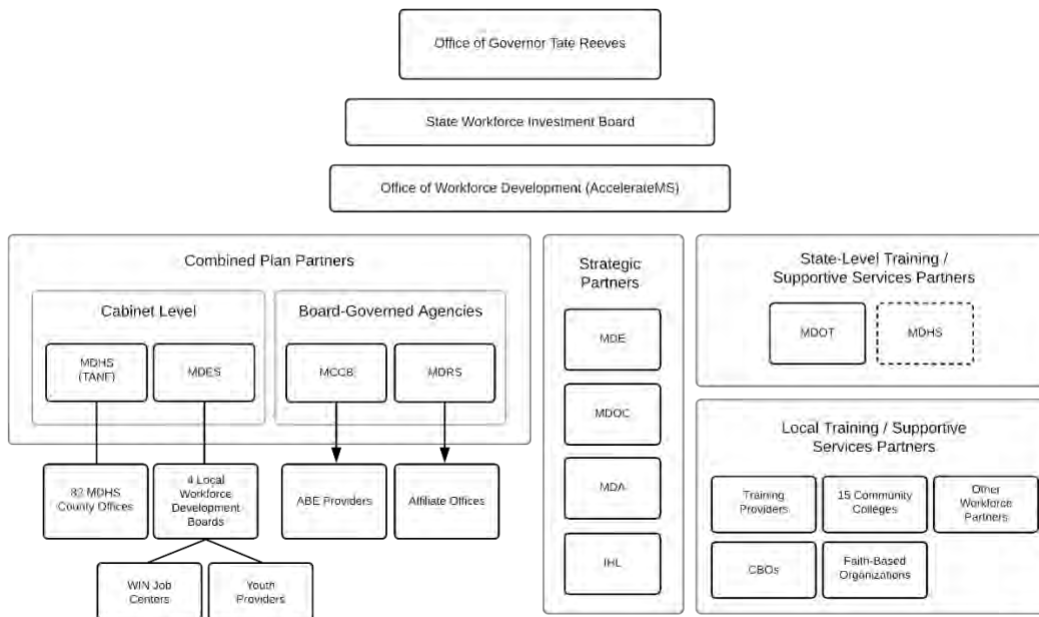 Office of Governor Tate Reeves
State Workforce Investment Board
Office of Workforce Development (AccelerateMS)
Combined Plan Partners
Cabinet Level
MDHS
(TANF)
MDES
Board-Governed Agencies
MCCB
MDRS
82 MDHS
County Offices
4 Local
Workforce
Development
Boards
ABE Providers
Affiliate Offices
WIN Job
Centers
Youth
Providers
Strategic
Partners
MDE
MDOC
MDA
IHL
State-Level Training /
Supportive Services Partners
MDOT
MDHS
Local Training / Supportive
Services Partners
Training
Providers
15 Community
Colleges
Other
Workforce
Partners
CBOs
Faith-Based
Organizations